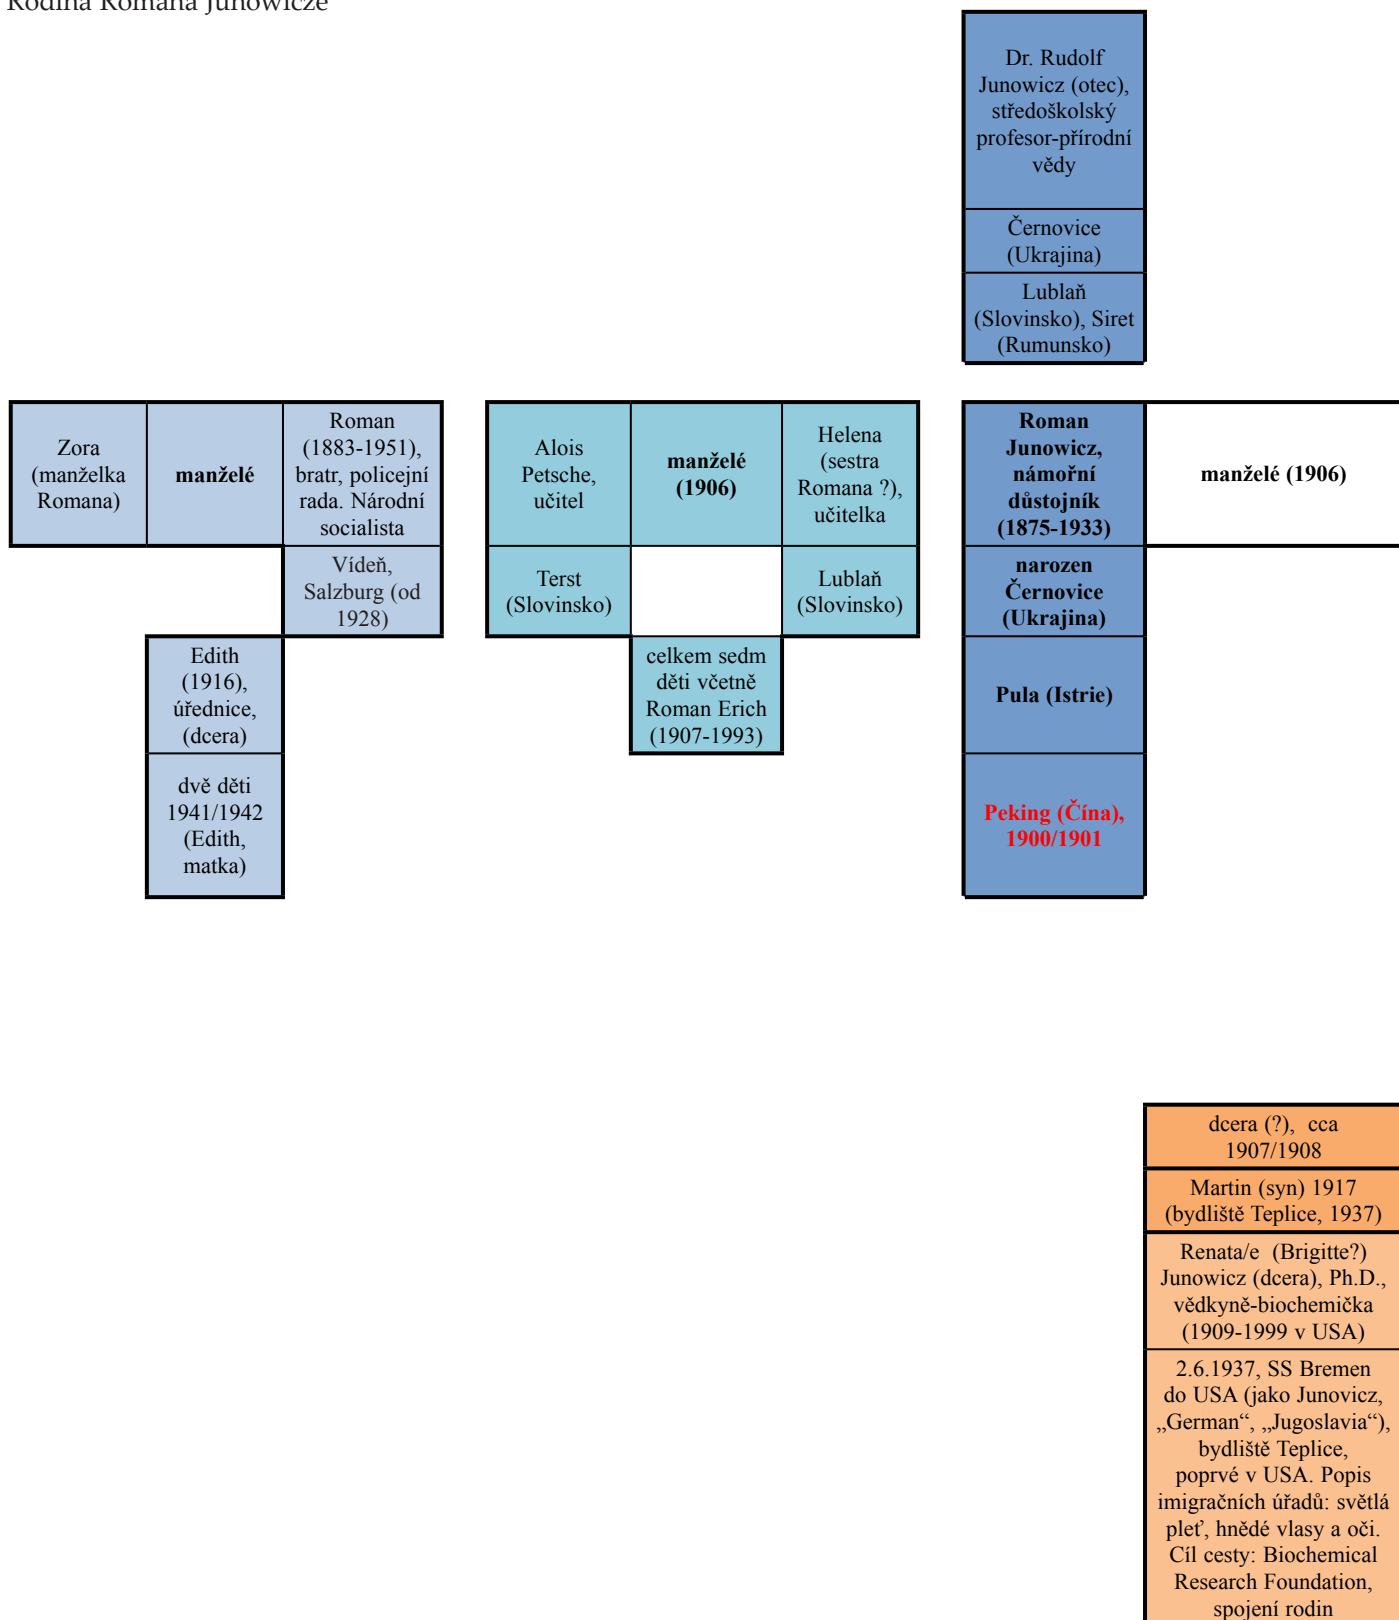 Rodina Romana Junowicze
Dr. Rudolf
Junowicz (otec),
středoškolský
profesor-přírodní
vědy
Černovice
(Ukrajina)
Lublaň
(Slovinsko), Siret
(Rumunsko)
Zora
(manželka
Romana)
manželé
Roman
(1883-1951),
bratr, policejní
rada. Národní
socialista
Vídeň,
Salzburg (od
1928)
Edith
(1916),
úřednice,
(dcera)
dvě děti
1941/1942
(Edith,
matka)
Alois
Petsche,
učitel
manželé
(1906)
Helena
(sestra
Romana ?),
učitelka
Terst
(Slovinsko)
Lublaň
(Slovinsko)
celkem sedm
děti včetně
Roman Erich
(1907-1993)
Roman
Junowicz,
námořní
důstojník
(1875-1933)
manželé (1906)
narozen
Černovice
(Ukrajina)
Pula (Istrie)
Peking (Čína),
1900/1901
dcera (?),  cca
1907/1908
Martin (syn) 1917
(bydliště Teplice, 1937)
Renata/e  (Brigitte?)
Junowicz (dcera), Ph.D.,
vědkyně-biochemička
(1909-1999 v USA)
2.6.1937, SS Bremen
do USA (jako Junovicz,
„German“, „Jugoslavia“),
bydliště Teplice,
poprvé v USA. Popis
imigračních úřadů: světlá
pleť, hnědé vlasy a oči.
Cíl cesty: Biochemical
Research Foundation,
spojení rodin